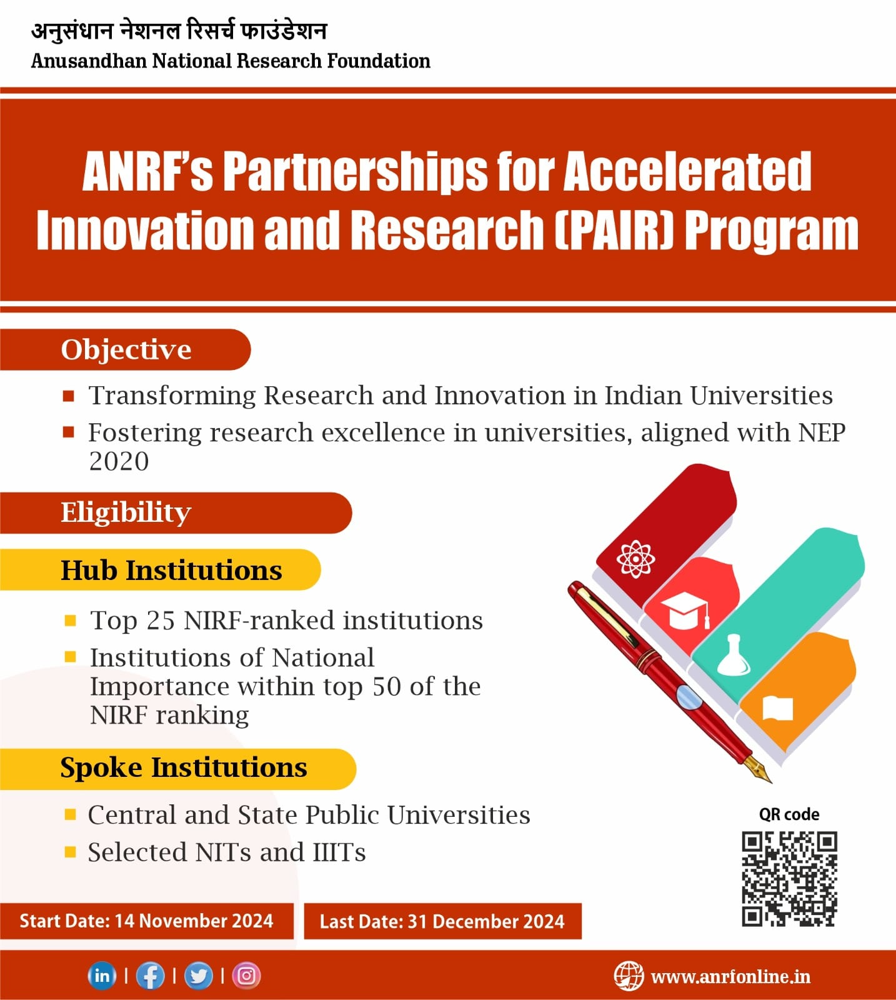 अनुसंधान नेशनल रिसर्च फाउंडेशन
Anusandhan National Research Foundation
ANRF’s Partnerships for Accelerated
Innovation and Research (PAIR) Program
Objective
Transforming Research and Innovation in Indian Universities
Fostering research excellence in universities, aligned with NEP
2020
Eligibility
Hub Institutions
Top 25 NIRF-ranked institutions
Institutions of National
Importance within top 50 of the
NIRF ranking
Spoke Institutions
Central and State Public Universities
Selected NITs and IIITs
QR code
Start Date: 14 November 2024
Last Date: 31 December 2024
www.anrfonline.in